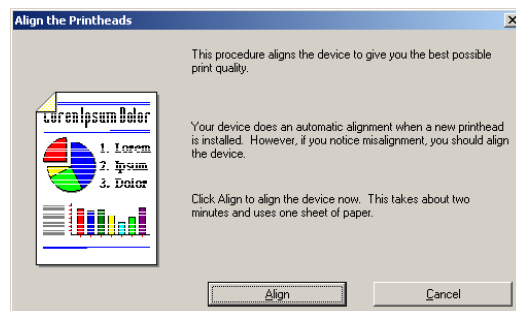 Align the Printheads
This procedure aligns the device to give you the best possible
print quality.
Lorem Ipsum Dolor
1. Lorem
2. Ipsum
3. Dolor
Your device does an automatic alignment when a new printhead
is installed. However, if you notice misalignment, you should align
the device.
Click Align to align the device now. This takes about two
minutes and uses one sheet of paper.
Align
Cancel